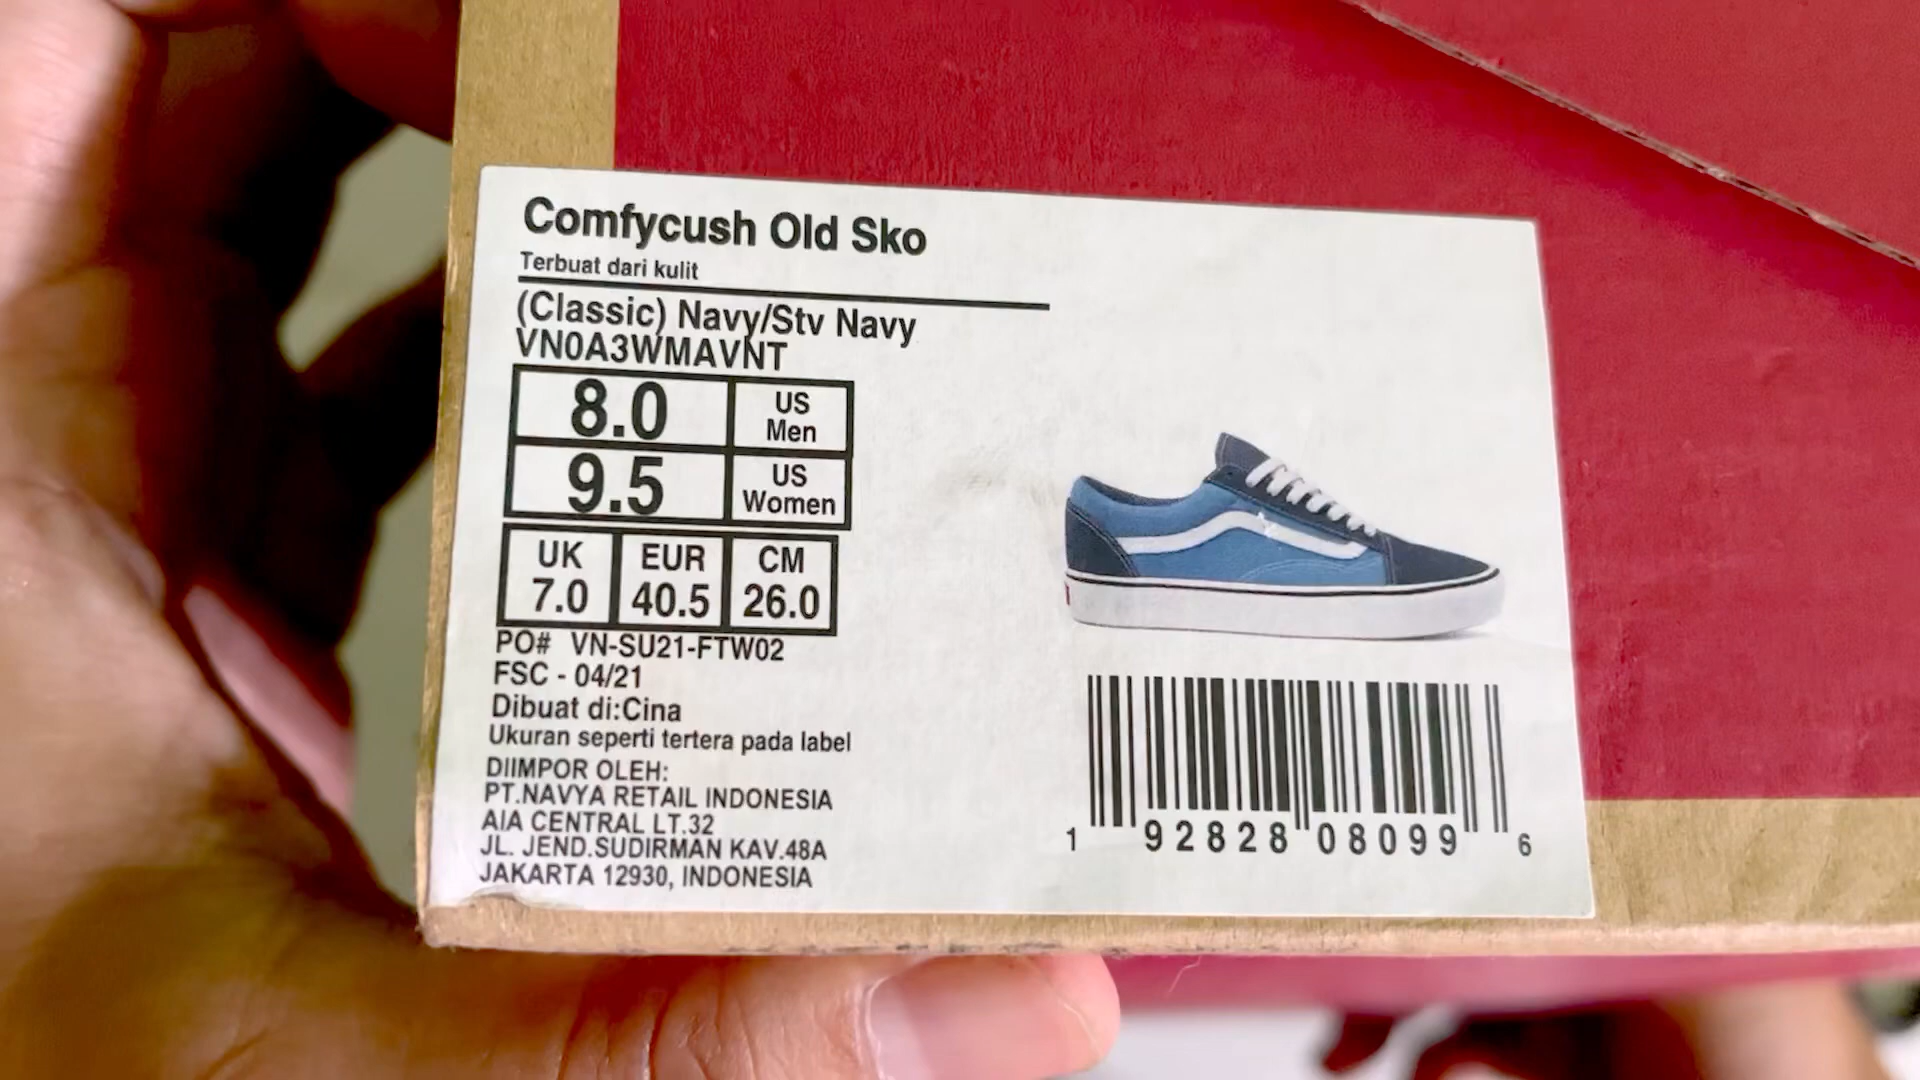 Comfycush Old Sko
Terbuat dari kulit
(Classic) Navy/Stv Navy
VN0A3WMAVNT
8.0 US Men
9.5 US Women
UK EUR CM
7.0 40.5 26.0
PO# VN-SU21-FTW02
FSC - 04/21
Dibuat di:Cina
Ukuran seperti tertera pada label
DIIMPOR OLEH:
PT.NAVYA RETAIL INDONESIA
AIA CENTRAL LT.32
JL. JEND.SUDIRMAN KAV.48A
JAKARTA 12930, INDONESIA
1 92828 08099 6